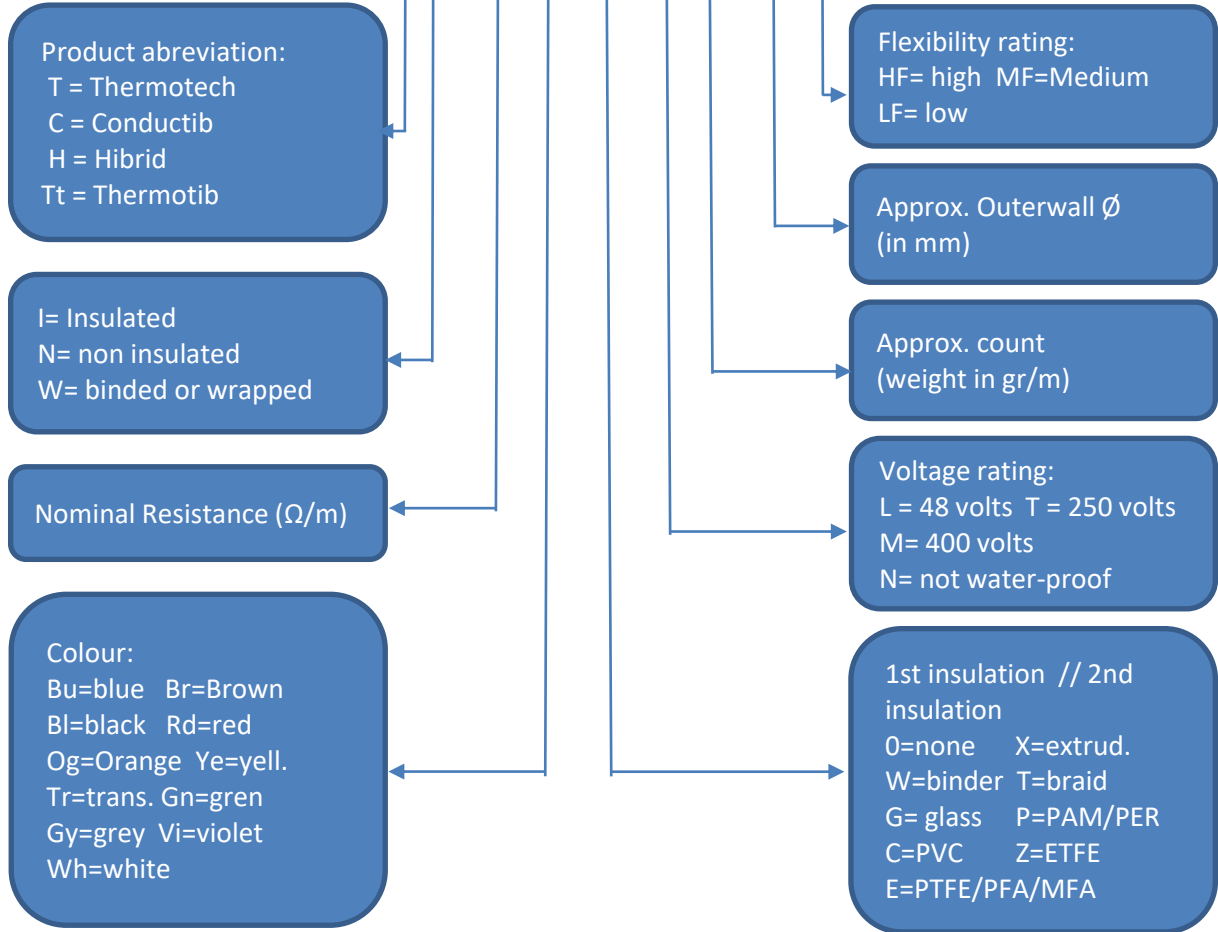 Product abreviation:
T = Thermotech
C = Conductib
H = Hibrid
Tt = Thermotib
I= Insulated
N= non insulated
W= binded or wrapped
Nominal Resistance (Ω/m)
Colour:
Bu=blue Br=Brown
Bl=black Rd=red
Og=Orange Ye=yell.
Tr=trans. Gn=gren
Gy=grey Vi=violet
Wh=white
Flexibility rating:
HF= high MF=Medium
LF= low
Approx. Outerwall Ø
(in mm)
Approx. count
(weight in gr/m)
Voltage rating:
L = 48 volts T = 250 volts
M= 400 volts
N= not water-proof
1st insulation // 2nd
insulation
0=none X=extrud.
W=binder T=braid
G= glass P=PAM/PER
C=PVC Z=ETFE
E=PTFE/PFA/MFA